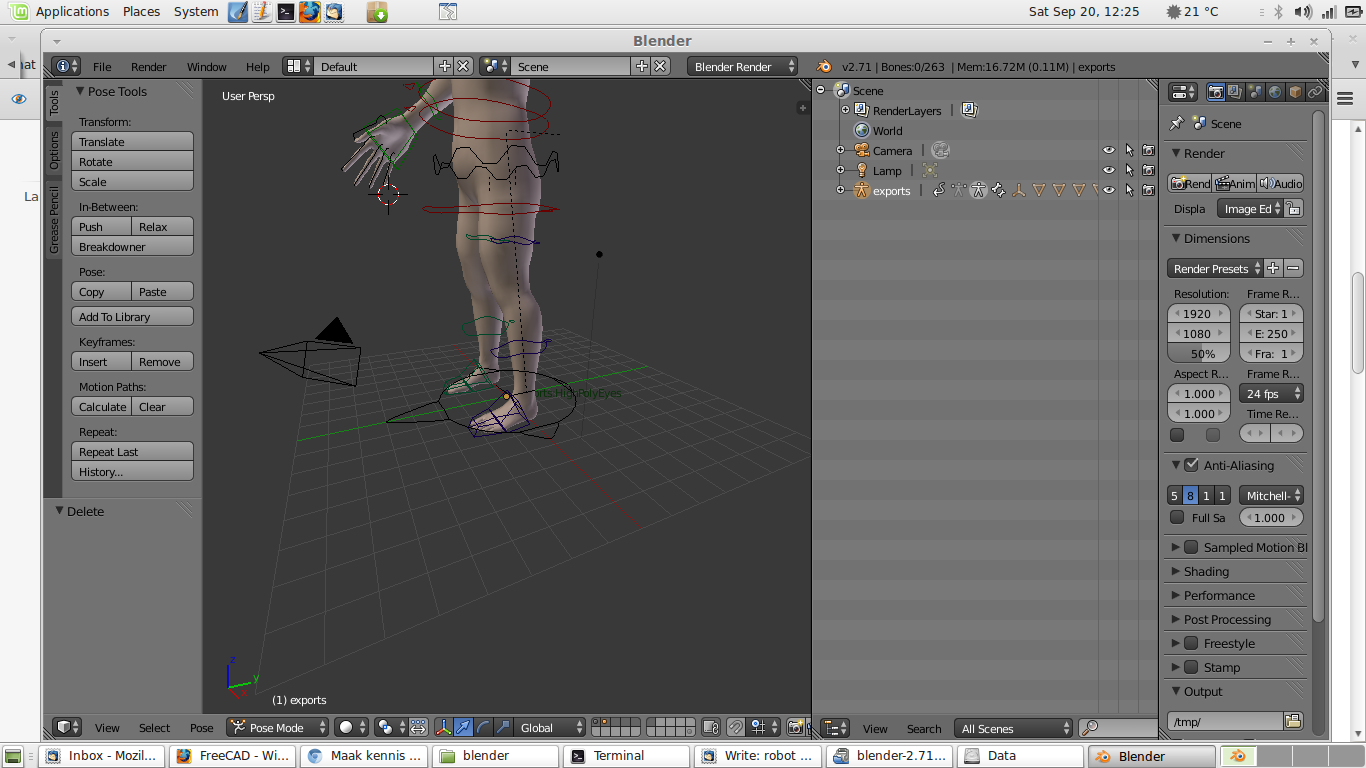 Applications Places System
Sat Sep 20, 12:25 21 °C
Blender
hat
La
File Render Window Help
Default
Scene
Blender Render
v2.71 | Bones:0/263 | Mem:16.72M (0.11M) | exports
Tools
Options
Grease Pencil
Pose Tools
Transform:
Translate
Rotate
Scale
In-Between:
Push Relax
Breakdowner
Pose:
Copy Paste
Add To Library
Keyframes:
Insert Remove
Motion Paths:
Calculate Clear
Repeat:
Repeat Last
History...
Delete
User Persp
orts.HighPolyEyes
z
y
x
(1) exports
View Select Pose Pose Mode Global
Scene
RenderLayers |
World
Camera |
Lamp |
exports |
View Search All Scenes
Scene
Render
Rend Anim Audio
Displa Image Ed
Dimensions
Render Presets
Resolution: Frame R...
1920 Star: 1
1080 E: 250
50% Fra: 1
Aspect R... Frame R...
1.000 24 fps
1.000 Time Re...
Anti-Aliasing
5 8 1 1 Mitchell-
Full Sa 1.000
Sampled Motion Bl
Shading
Performance
Post Processing
Freestyle
Stamp
Output
/tmp/
Inbox - Mozil... FreeCAD - Wi... Maak kennis ... blender Terminal Write: robot ... blender-2.71... Data Blender